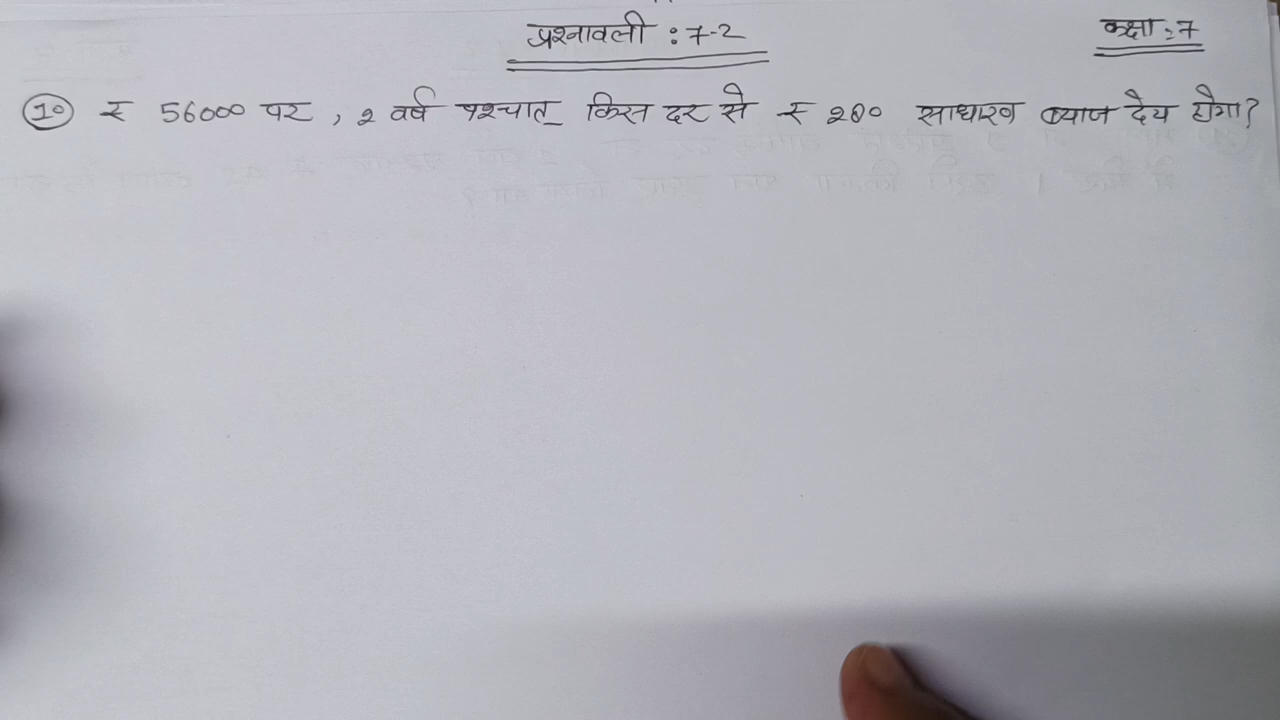 प्रश्नावली : 7.2
कक्षा : 7
10 ₹ 56000 पर , 2 वर्ष पश्चात् किस दर से ₹ 280 साधारण ब्याज देय होगा?